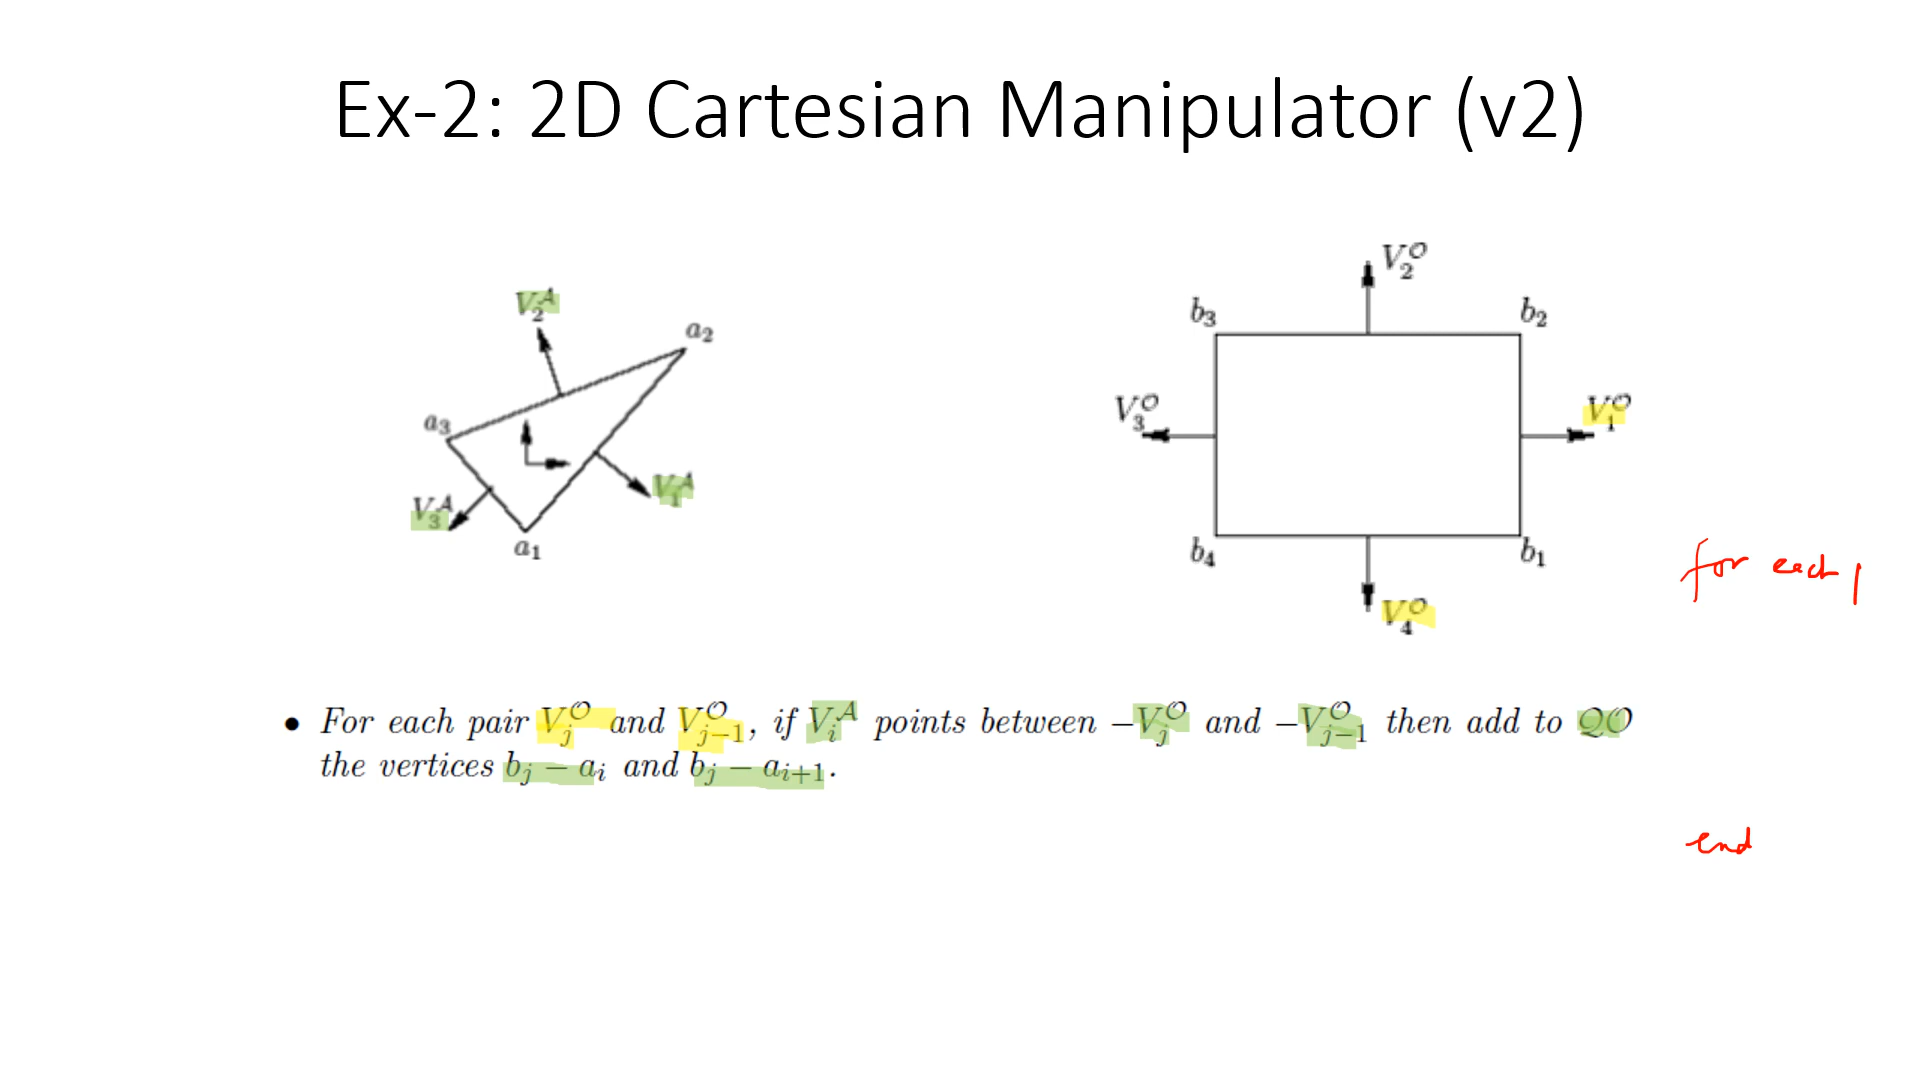 Ex-2: 2D Cartesian Manipulator (v2)
V₂ᴬ
a₂
a₃
V₁ᴬ
V₃ᴬ
a₁
V₂ᴼ
b₃
b₂
V₃ᴼ
V₁ᴼ
b₄
b₁
V₄ᴼ
for each
• For each pair Vⱼᴼ and Vⱼ₋₁ᴼ, if Vᵢᴬ points between −Vⱼᴼ and −Vⱼ₋₁ᴼ then add to QO
the vertices bⱼ − aᵢ and bⱼ − aᵢ₊₁.
end